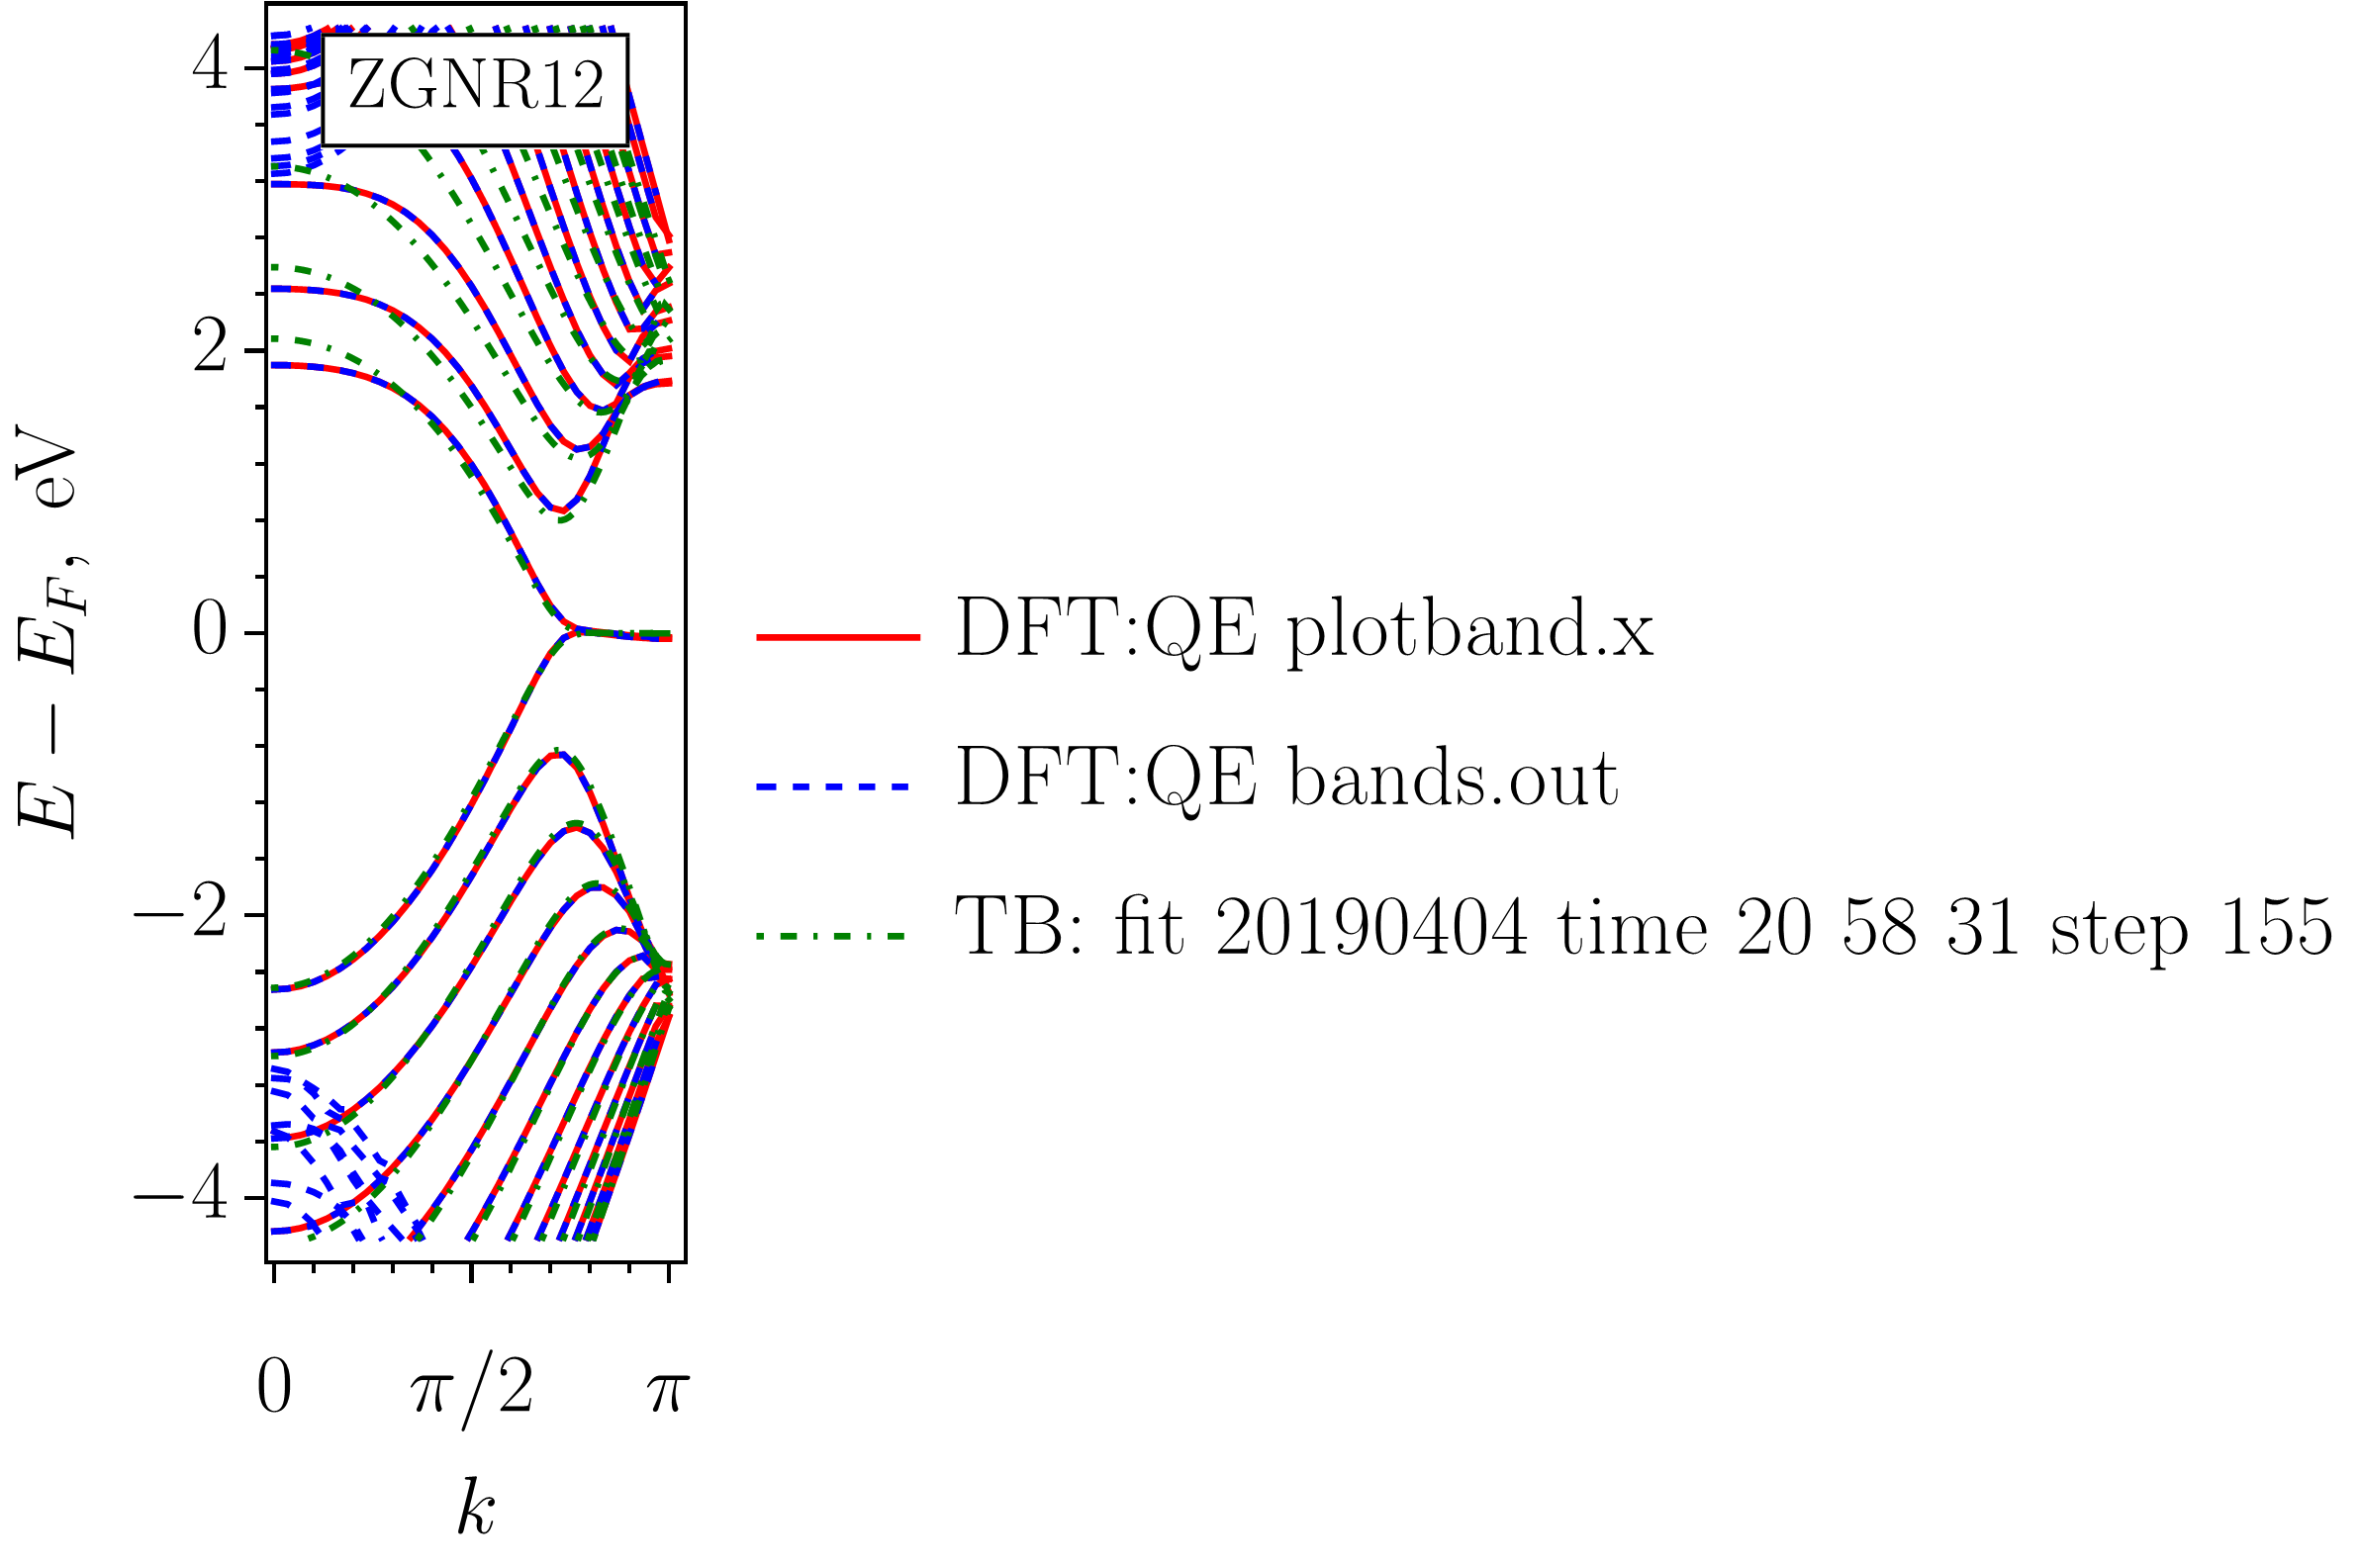 ZGNR12
4
2
0
−2
−4
E − E_F, eV
0 π/2 π
k
DFT:QE plotband.x
DFT:QE bands.out
TB: fit 20190404 time 20 58 31 step 155